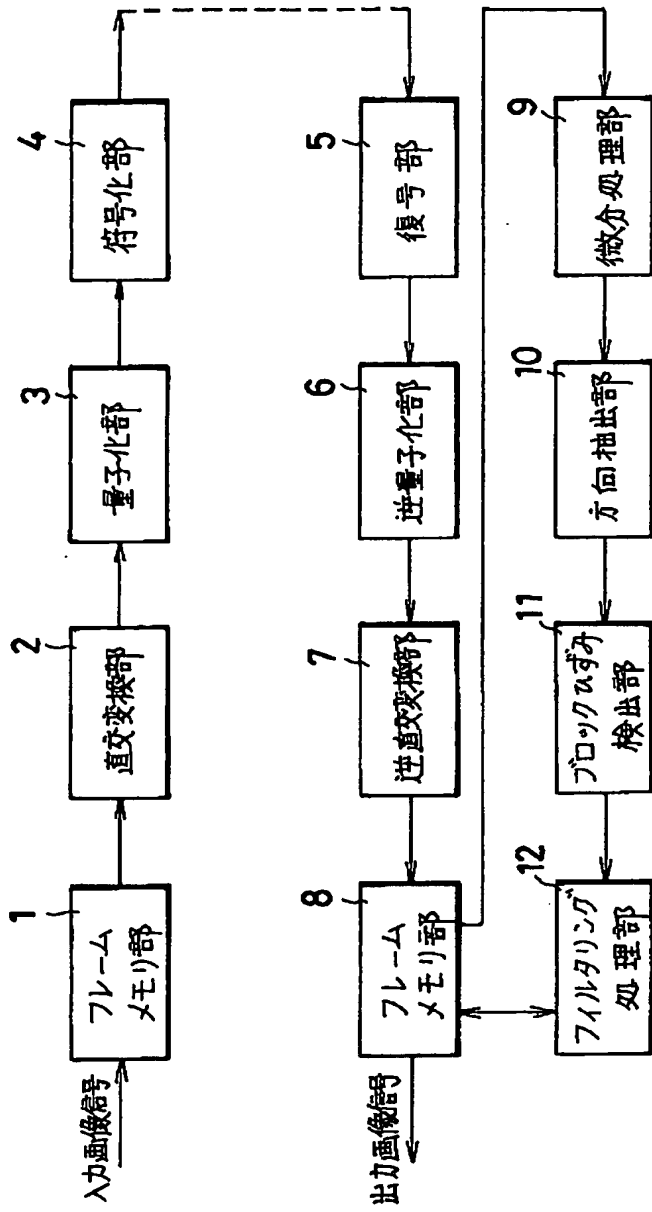 入力画像信号
1
フレーム
メモリ部
2
直交変換部
3
量子化部
4
符号化部
5
復号部
6
逆量子化部
7
逆直交変換部
8
フレーム
メモリ部
出力画像信号
9
微分処理部
10
方向抽出部
11
ブロックひずみ
検出部
12
フィルタリング
処理部